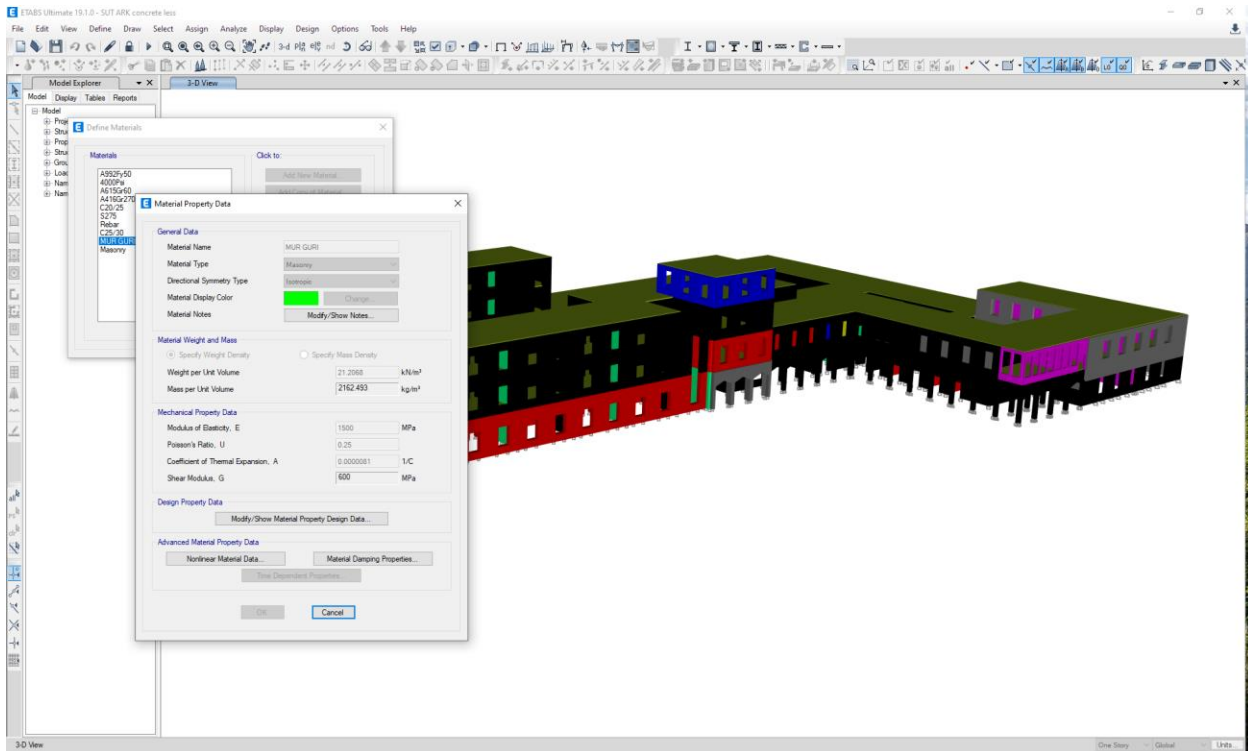 ETABS Ultimate 19.1.0 - SUT ARK concrete less
File Edit View Define Draw Select Assign Analyze Display Design Options Tools Help
Model Explorer
3-D View
Model Display Tables Reports
Model
Define Materials
Materials
Click to:
A992Fy50
4000Psi
A615Gr60
A416Gr270
C20/25
S275
Rebar
C25/30
MUR GURI
Masonry
Add New Material...
Add Copy of Material...
Material Property Data
General Data
Material Name MUR GURI
Material Type Masonry
Directional Symmetry Type Isotropic
Material Display Color Change...
Material Notes Modify/Show Notes...
Material Weight and Mass
Specify Weight Density Specify Mass Density
Weight per Unit Volume 21.2068 kN/m³
Mass per Unit Volume 2162.493 kg/m³
Mechanical Property Data
Modulus of Elasticity, E 1500 MPa
Poisson's Ratio, U 0.25
Coefficient of Thermal Expansion, A 0.0000081 1/C
Shear Modulus, G 600 MPa
Design Property Data
Modify/Show Material Property Design Data...
Advanced Material Property Data
Nonlinear Material Data... Material Damping Properties...
Time Dependent Properties...
OK Cancel
3-D View One Story Global Units...